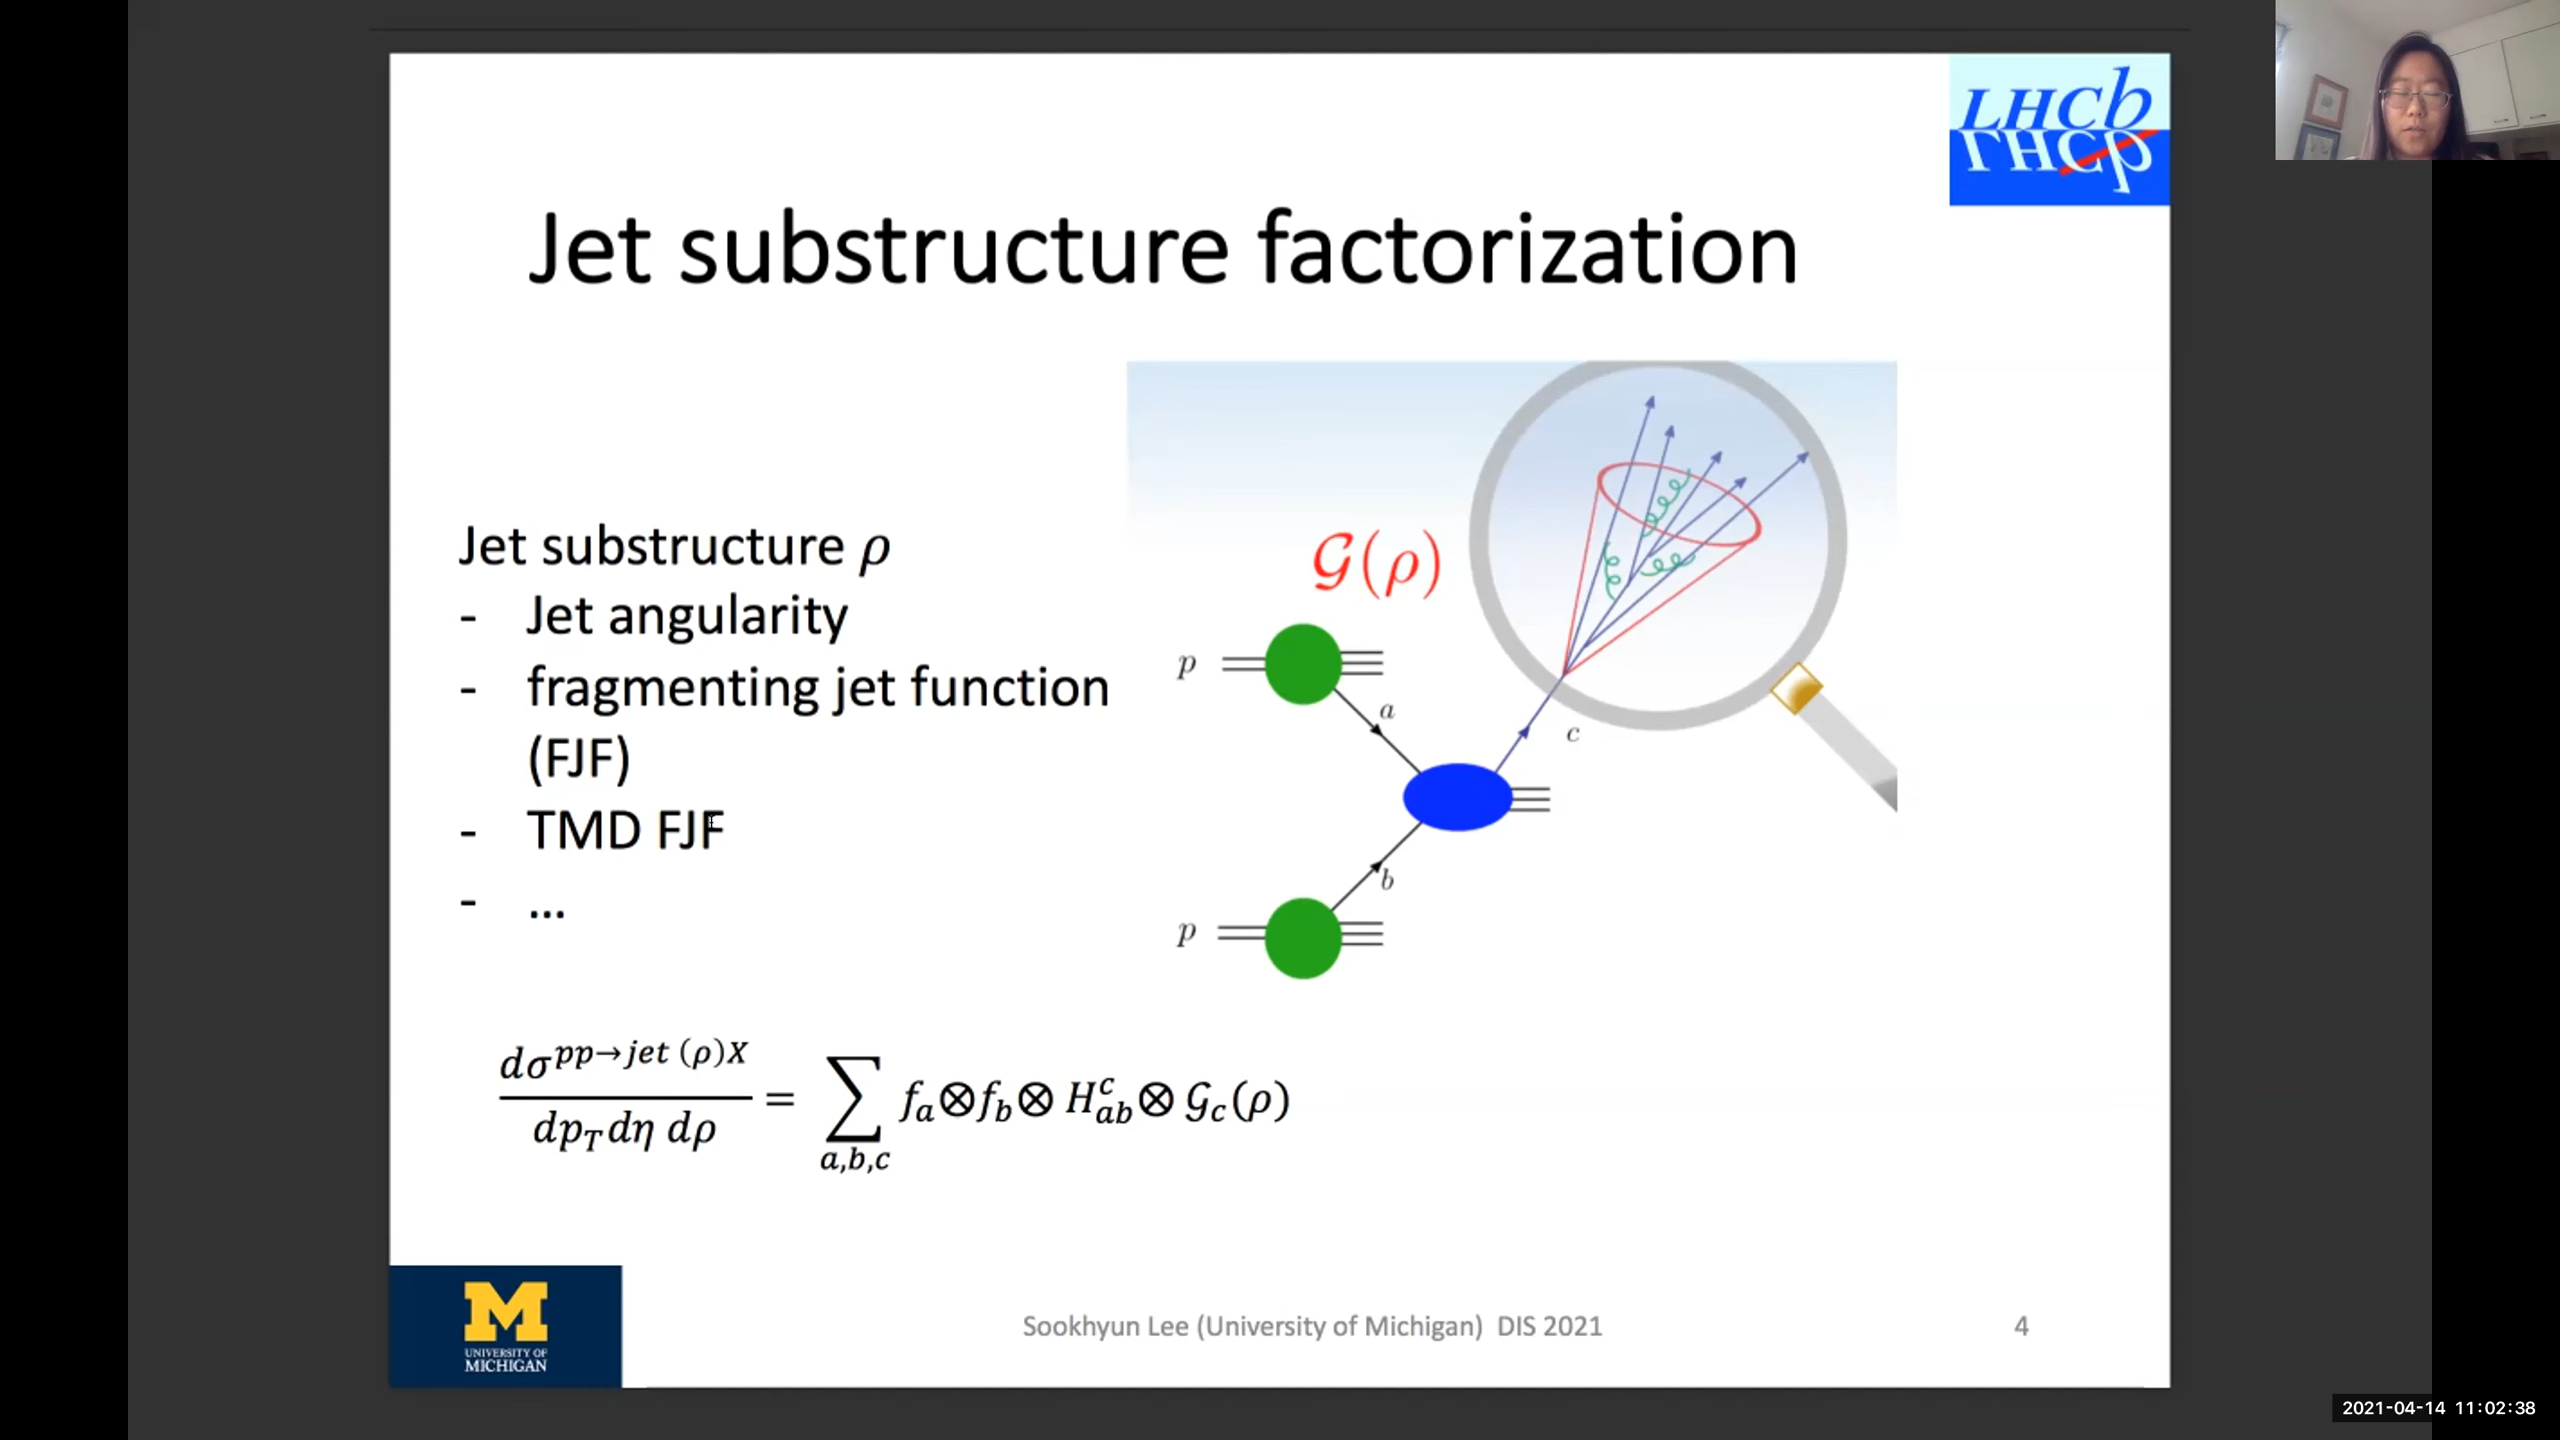 LHCb
LHCb
Jet substructure factorization
Jet substructure ρ
- Jet angularity
- fragmenting jet function
(FJF)
- TMD FJF
- ...
𝒢(ρ)
p
a
c
b
p
dσ^{pp→jet (ρ)X} / dp_T dη dρ = ∑_{a,b,c} f_a⊗f_b⊗ H^c_{ab}⊗ 𝒢_c(ρ)
M
UNIVERSITY OF
MICHIGAN
Sookhyun Lee (University of Michigan) DIS 2021
4
2021-04-14 11:02:38